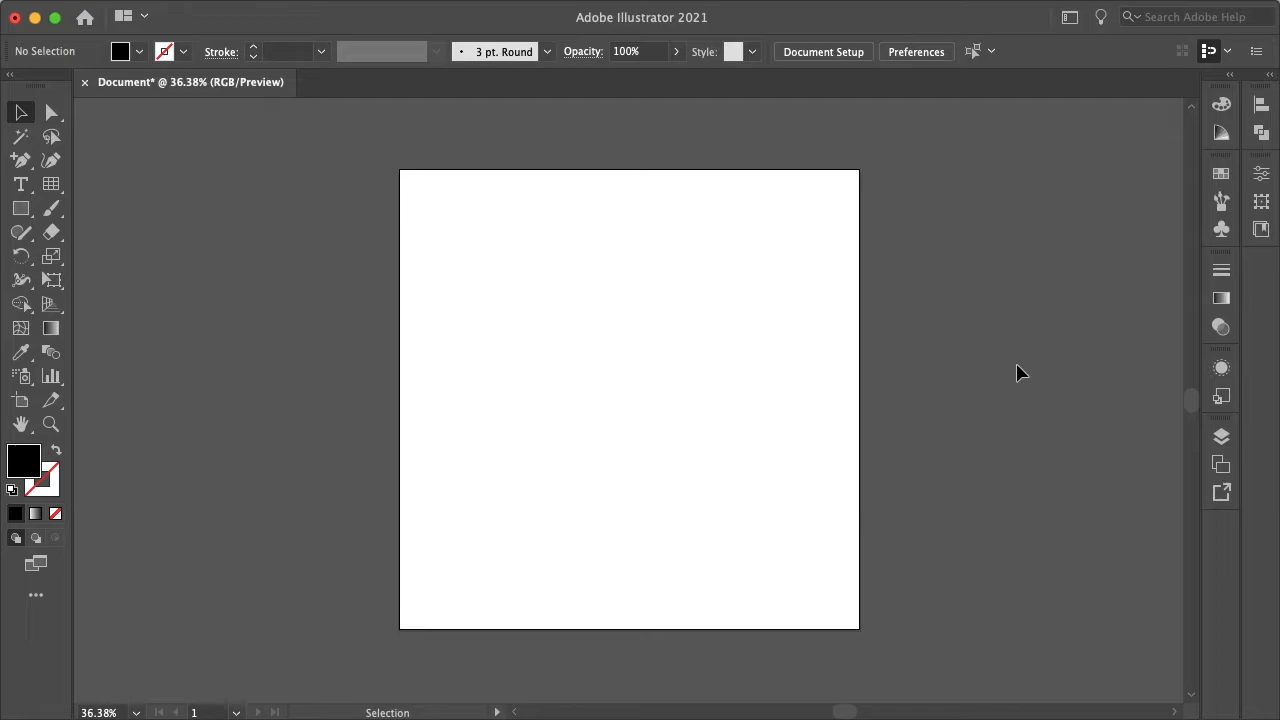 Adobe Illustrator 2021
Search Adobe Help
No Selection
Stroke:
3 pt. Round
Opacity:
100%
Style:
Document Setup
Preferences
Document* @ 36.38% (RGB/Preview)
36.38%
1
Selection